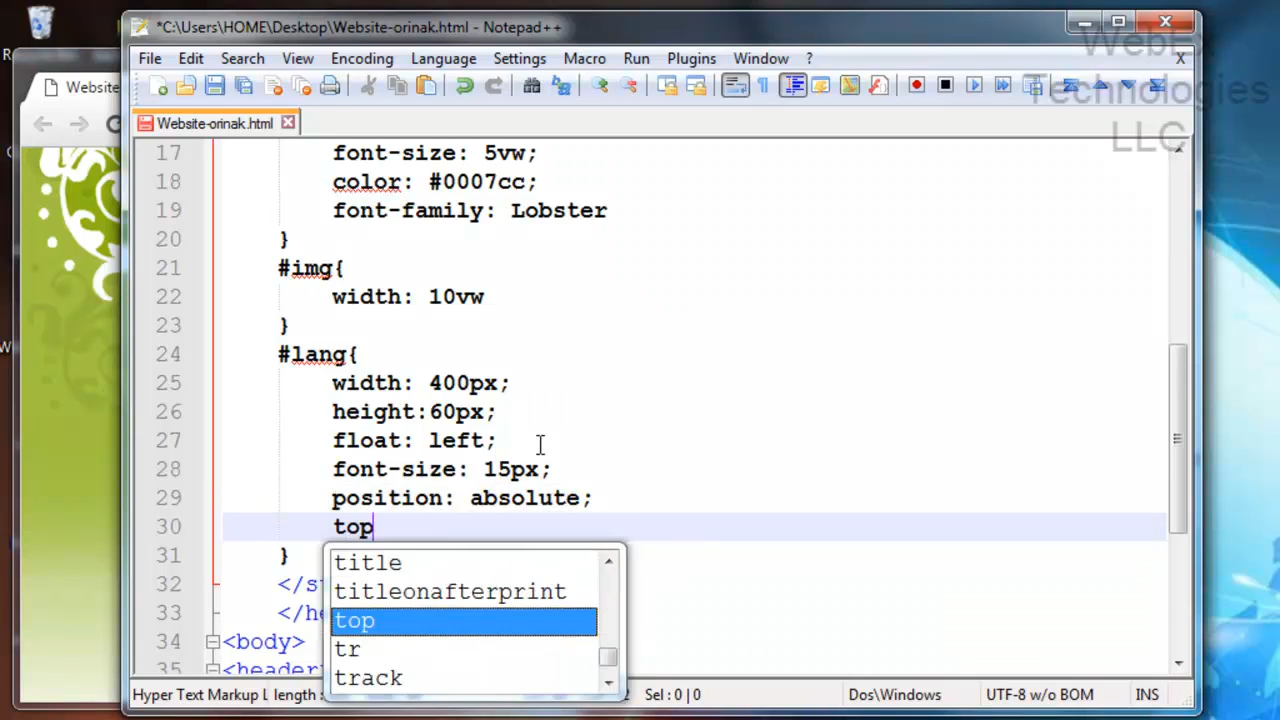 *C:\Users\HOME\Desktop\Website-orinak.html - Notepad++
WebEx
Technologies
LLC
File Edit Search View Encoding Language Settings Macro Run Plugins Window ? X
Website
Website-orinak.html
17 font-size: 5vw;
18 color: #0007cc;
19 font-family: Lobster
20 }
21 #img{
22 width: 10vw
23 }
24 #lang{
25 width: 400px;
26 height:60px;
27 float: left;
28 font-size: 15px;
29 position: absolute;
30 top
31 }
32 </s
33 </he
34 <body>
35 <header
title
titleonafterprint
top
tr
track
Hyper Text Markup L length : Sel : 0 | 0 Dos\Windows UTF-8 w/o BOM INS